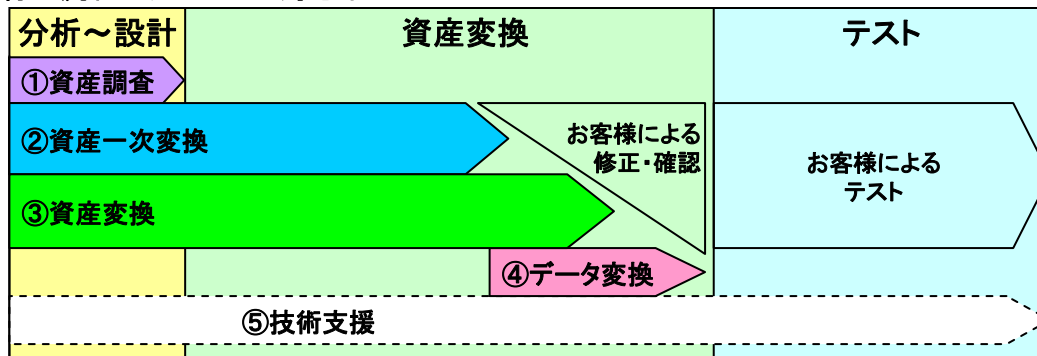 分析～設計
資産変換
テスト
①資産調査
②資産一次変換
お客様による
修正・確認
お客様による
テスト
③資産変換
④データ変換
⑤技術支援